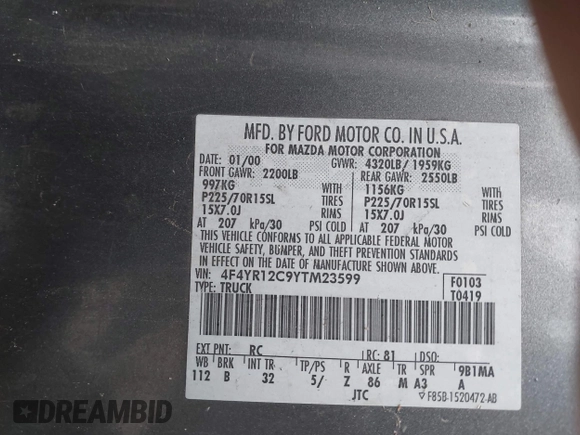 MFD. BY FORD MOTOR CO. IN U.S.A.
FOR MAZDA MOTOR CORPORATION
DATE: 01/00 GVWR: 4320LB/ 1959KG
FRONT GAWR: 2200LB REAR GAWR: 2550LB
997KG WITH 1156KG WITH
P225/70R15SL TIRES P225/70R15SL TIRES
15X7.0J RIMS 15X7.0J RIMS
AT 207 kPa/30 PSI COLD AT 207 kPa/30 PSI COLD
THIS VEHICLE CONFORMS TO ALL APPLICABLE FEDERAL MOTOR
VEHICLE SAFETY, BUMPER, AND THEFT PREVENTION STANDARDS
IN EFFECT ON THE DATE OF MANUFACTURE SHOWN ABOVE.
VIN: 4F4YR12C9YTM23599 F0103
TYPE: TRUCK T0419
EXT PNT: RC RC: 81 DSO:
WB BRK INT TR TP/PS R AXLE TR SPR 9B1MA
112 B 32 5/ Z 86 M A3 A
JTC F85B-1520472-AB
DREAMBID